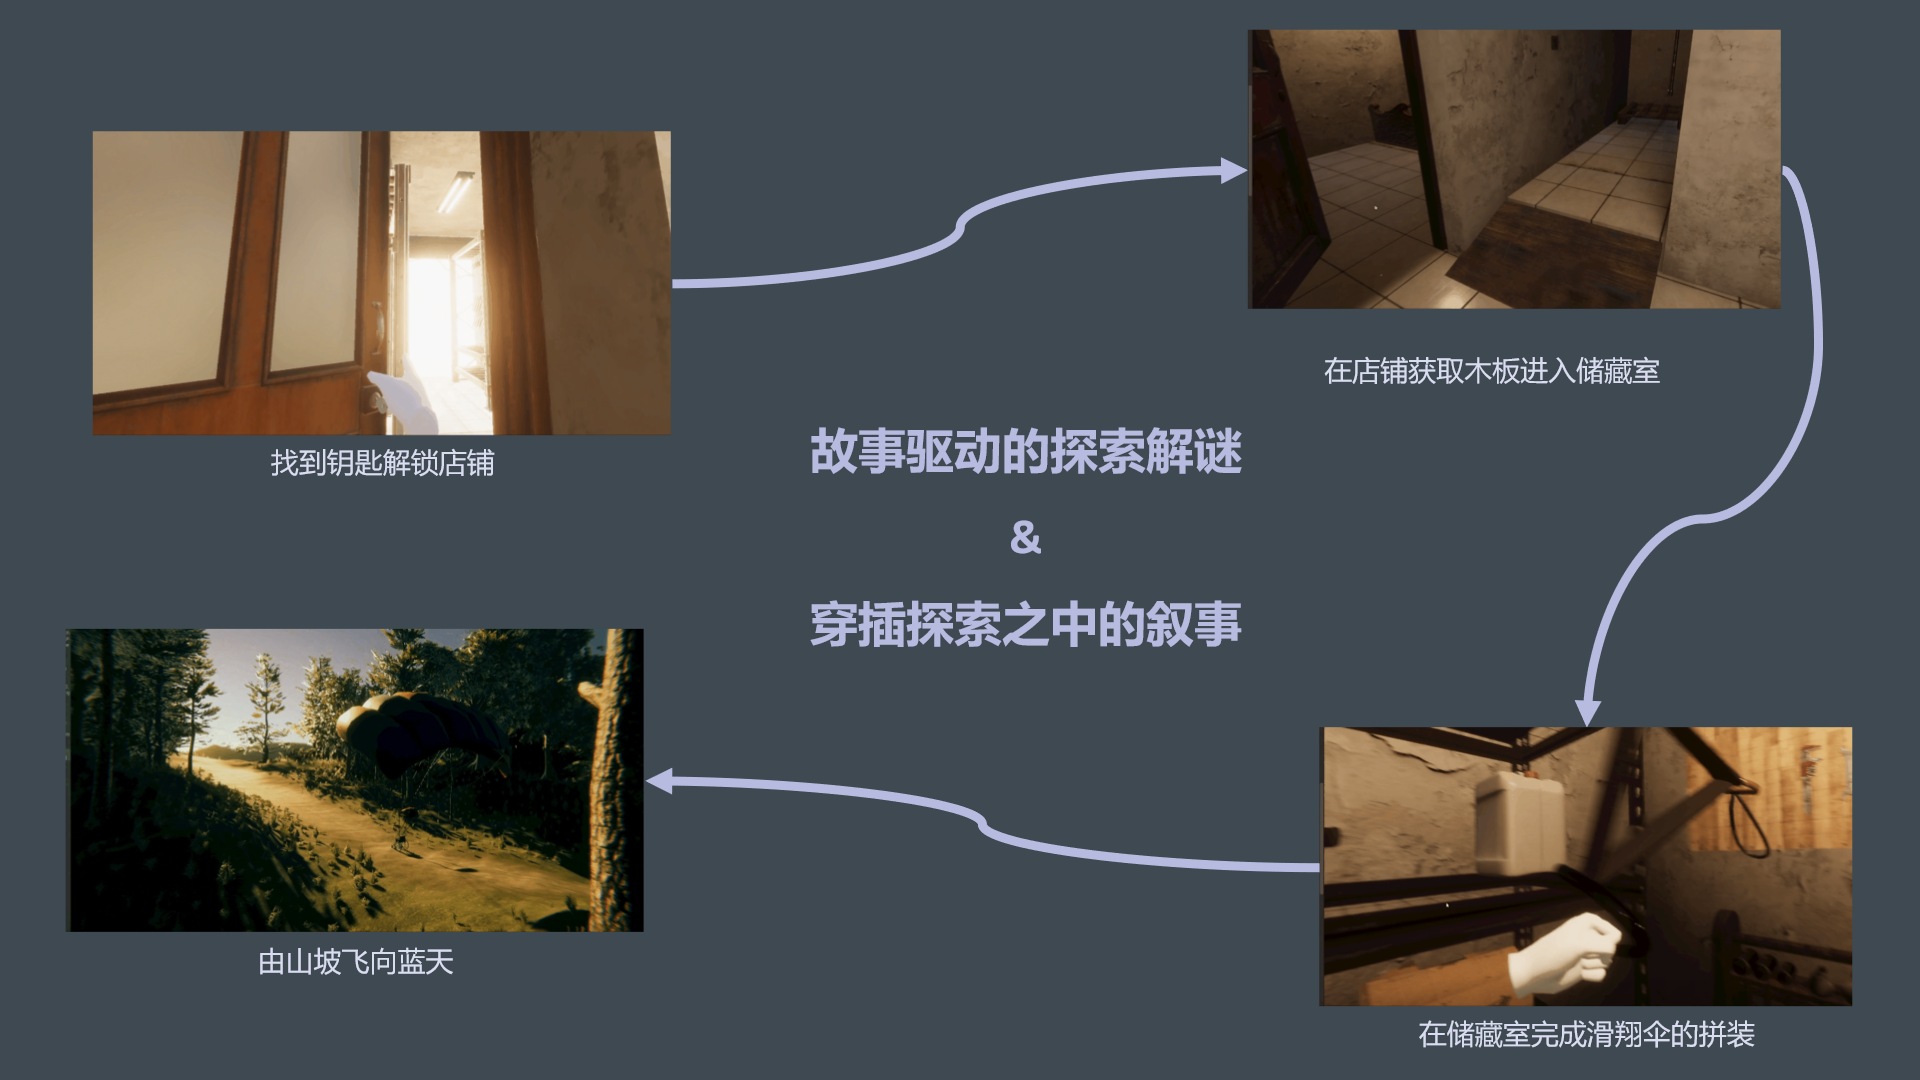 找到钥匙解锁店铺
在店铺获取木板进入储藏室
故事驱动的探索解谜
&
穿插探索之中的叙事
在储藏室完成滑翔伞的拼装
由山坡飞向蓝天